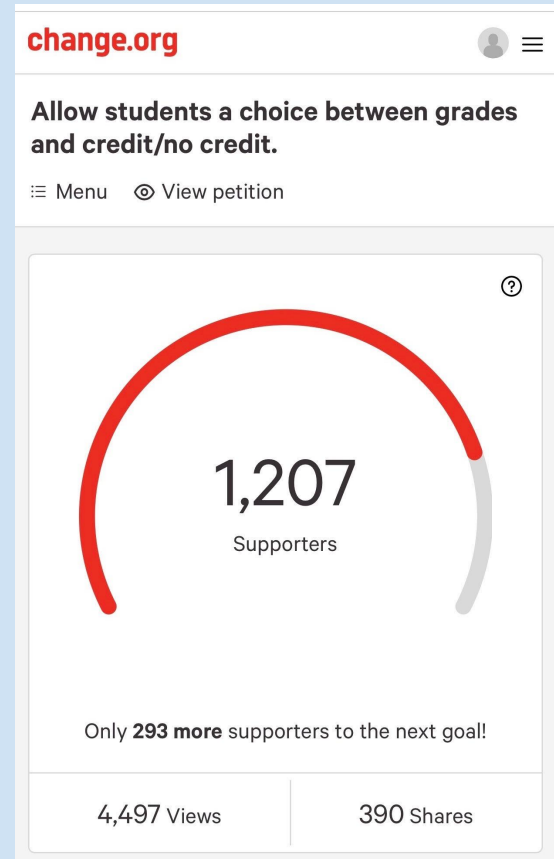 change.org
Allow students a choice between grades
and credit/no credit.
Menu View petition
?
1,207
Supporters
Only 293 more supporters to the next goal!
4,497 Views 390 Shares